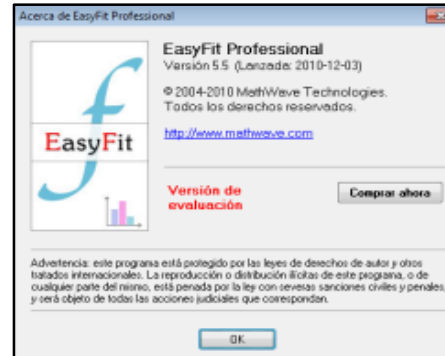 Acerca de EasyFit Professional
EasyFit
EasyFit Professional
Versión 5.5 (Lanzada: 2010-12-03)
© 2004-2010 MathWave Technologies.
Todos los derechos reservados.
http://www.mathwave.com
Versión de
evaluación
Comprar ahora
Advertencia: este programa está protegido por las leyes de derechos de autor y otros
tratados internacionales. La reproducción o distribución ilícitas de este programa, o de
cualquier parte del mismo, está penada por la ley con severas sanciones civiles y penales,
y será objeto de todas las acciones judiciales que correspondan.
OK